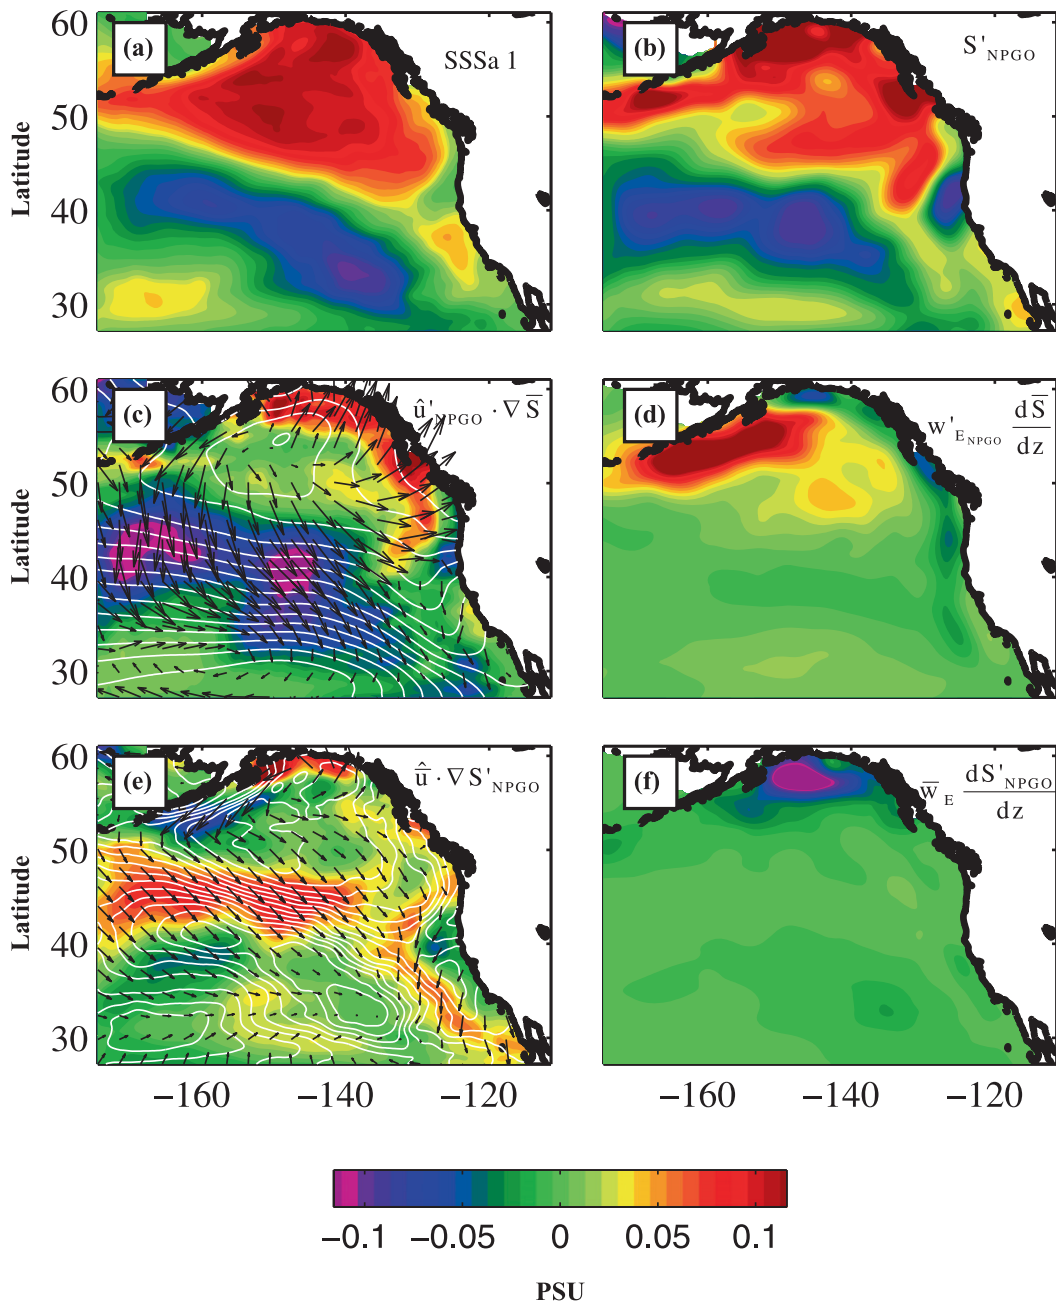 60
50
40
30
Latitude
(a)
SSSa 1
(b)
S'NPGO
60
50
40
30
Latitude
(c)
û'NPGO · ∇ S̅
(d)
w'ENPGO dS̅/dz
60
50
40
30
Latitude
(e)
û̅ · ∇S'NPGO
(f)
w̅E dS'NPGO/dz
−160 −140 −120
−160 −140 −120
−0.1 −0.05 0 0.05 0.1
PSU